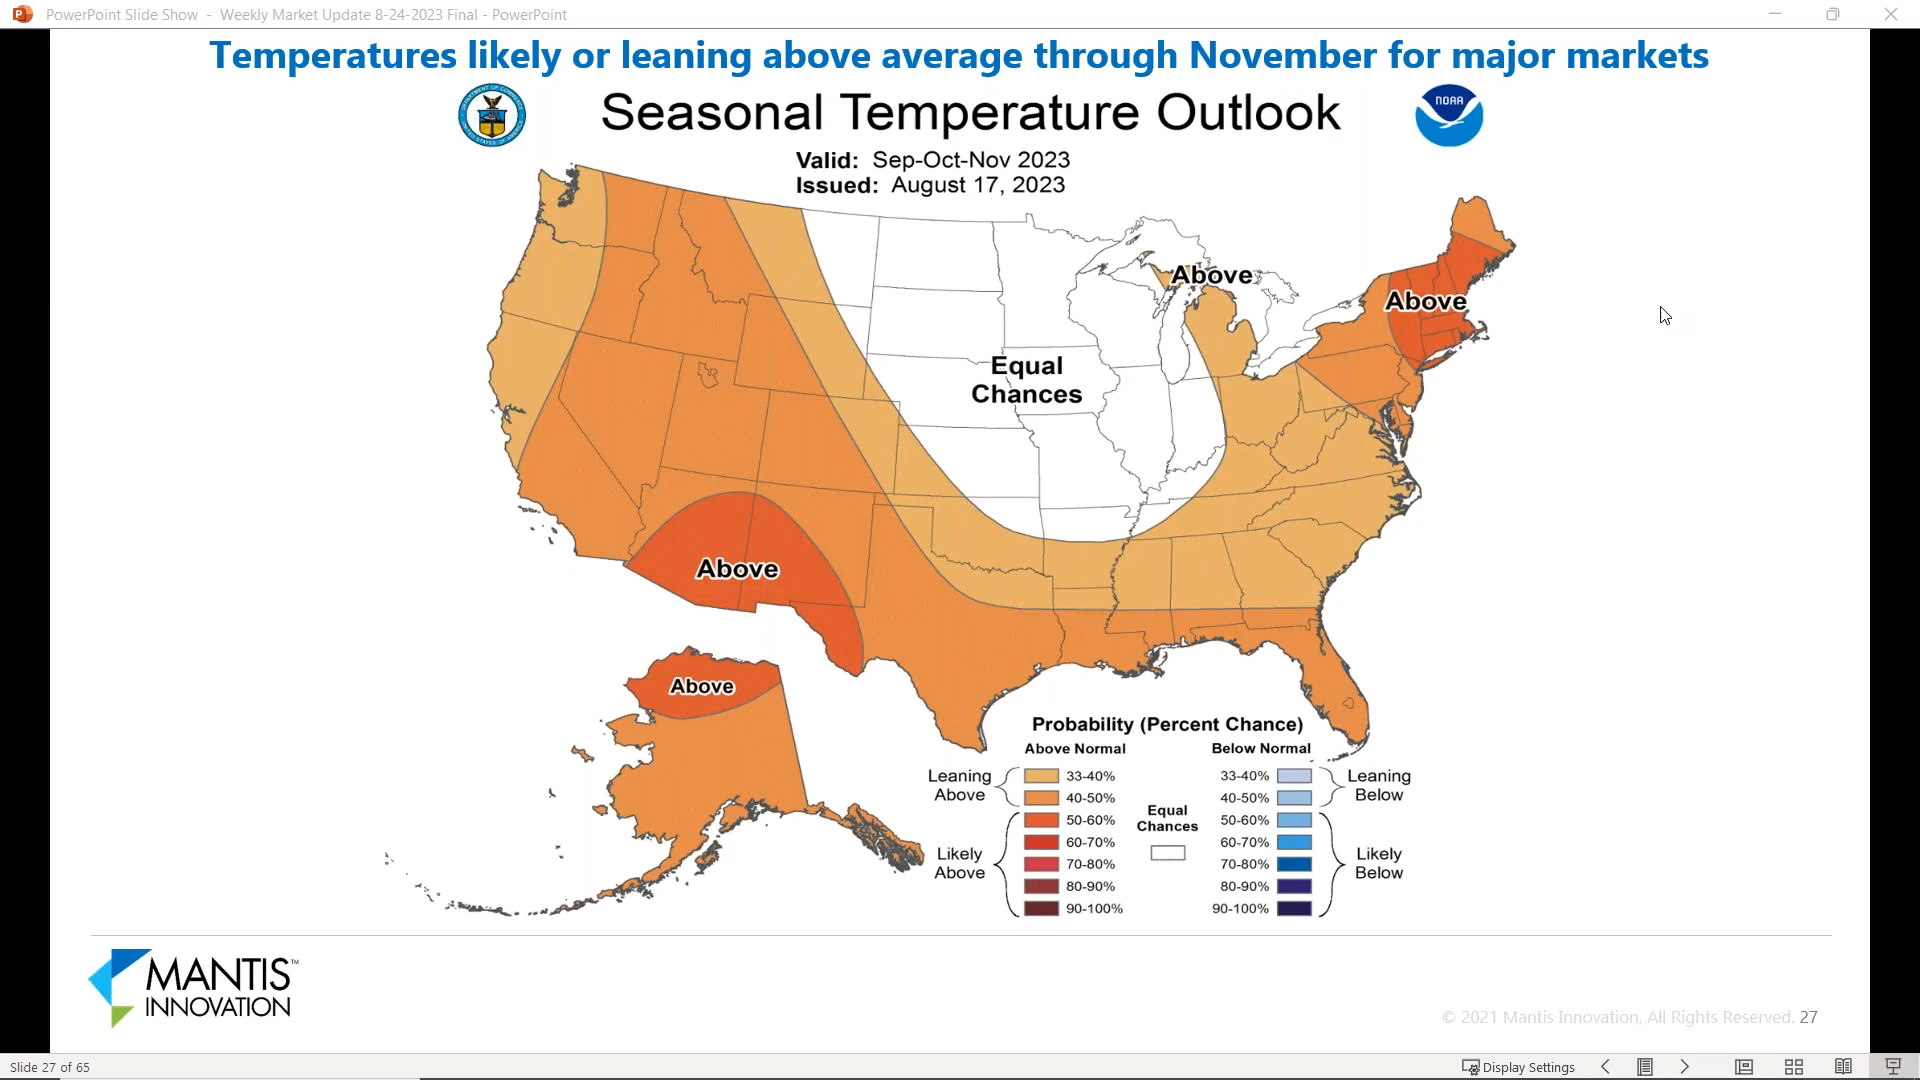 PowerPoint Slide Show - Weekly Market Update 8-24-2023 Final - PowerPoint
Temperatures likely or leaning above average through November for major markets
Seasonal Temperature Outlook
NOAA
Valid: Sep-Oct-Nov 2023
Issued: August 17, 2023
Above
Above
Equal
Chances
Above
Above
Probability (Percent Chance)
Above Normal
Below Normal
Leaning
Above
33-40%
40-50%
Likely
Above
50-60%
60-70%
70-80%
80-90%
90-100%
Equal
Chances
33-40%
40-50%
Leaning
Below
50-60%
60-70%
70-80%
80-90%
90-100%
Likely
Below
MANTIS™
INNOVATION
© 2021 Mantis Innovation, All Rights Reserved. 27
Slide 27 of 65
Display Settings